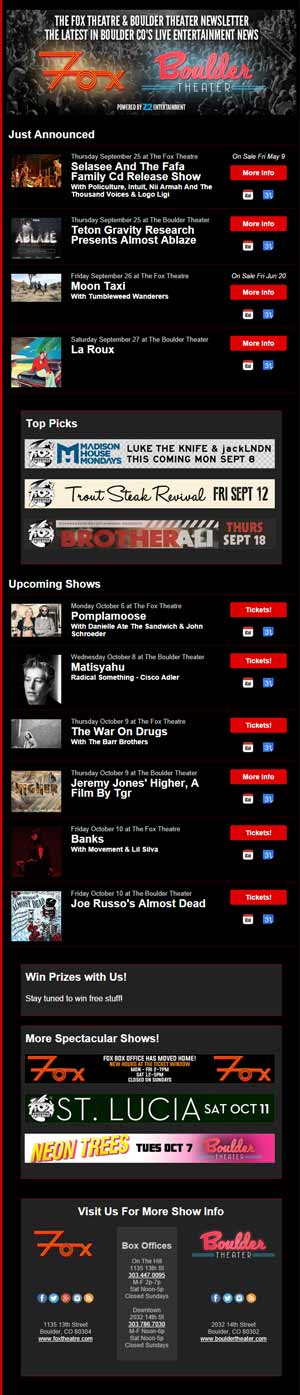 THE FOX THEATRE & BOULDER THEATER NEWSLETTER
THE LATEST IN BOULDER CO'S LIVE ENTERTAINMENT NEWS
Fox
Boulder
THEATER
POWERED BY Z2 ENTERTAINMENT
Just Announced
Thursday September 25 at The Fox Theatre
Selasee And The Fafa
Family Cd Release Show
With Policulture, Intuit, Nii Armah And The
Thousand Voices & Logo Ligi
On Sale Fri May 9
More Info
31
Thursday September 25 at The Boulder Theater
Teton Gravity Research
Presents Almost Ablaze
ABLAZE
More Info
31
Friday September 26 at The Fox Theatre
Moon Taxi
With Tumbleweed Wanderers
On Sale Fri Jun 20
More Info
31
Saturday September 27 at The Boulder Theater
La Roux
More Info
31
Top Picks
MADISON
HOUSE
MONDAYS
LUKE THE KNIFE & jackLNDN
THIS COMING MON SEPT 8
Trout Steak Revival FRI SEPT 12
BROTHER ALI
THURS
SEPT 18
Upcoming Shows
Monday October 6 at The Fox Theatre
Pomplamoose
With Danielle Ate The Sandwich & John
Schroeder
Tickets!
31
Wednesday October 8 at The Boulder Theater
Matisyahu
Radical Something - Cisco Adler
Tickets!
31
Thursday October 9 at The Fox Theatre
The War On Drugs
With The Barr Brothers
Tickets!
31
Thursday October 9 at The Boulder Theater
Jeremy Jones' Higher, A
Film By Tgr
HIGHER
More Info
31
Friday October 10 at The Fox Theatre
Banks
With Movement & Lil Silva
Tickets!
31
Friday October 10 at The Boulder Theater
Joe Russo's Almost Dead
Tickets!
31
Win Prizes with Us!
Stay tuned to win free stuff!
More Spectacular Shows!
Fox
FOX BOX OFFICE HAS MOVED HOME!
NEW HOURS AT THE TICKET WINDOW
MON - FRI 2-7PM
SAT 12-5PM
CLOSED ON SUNDAYS
Fox
ST. LUCIA SAT OCT 11
NEON TREES TUES OCT 7 Boulder
THEATER
Visit Us For More Show Info
Fox
1135 13th Street
Boulder, CO 80304
www.foxtheatre.com
Box Offices
On The Hill
1135 13th St
303.447.0095
M-F 2p-7p
Sat Noon-5p
Closed Sundays
Downtown
2032 14th St
303.786.7030
M-F Noon-6p
Sat Noon-5p
Closed Sundays
Boulder
THEATER
2032 14th Street
Boulder, CO 80302
www.bouldertheater.com